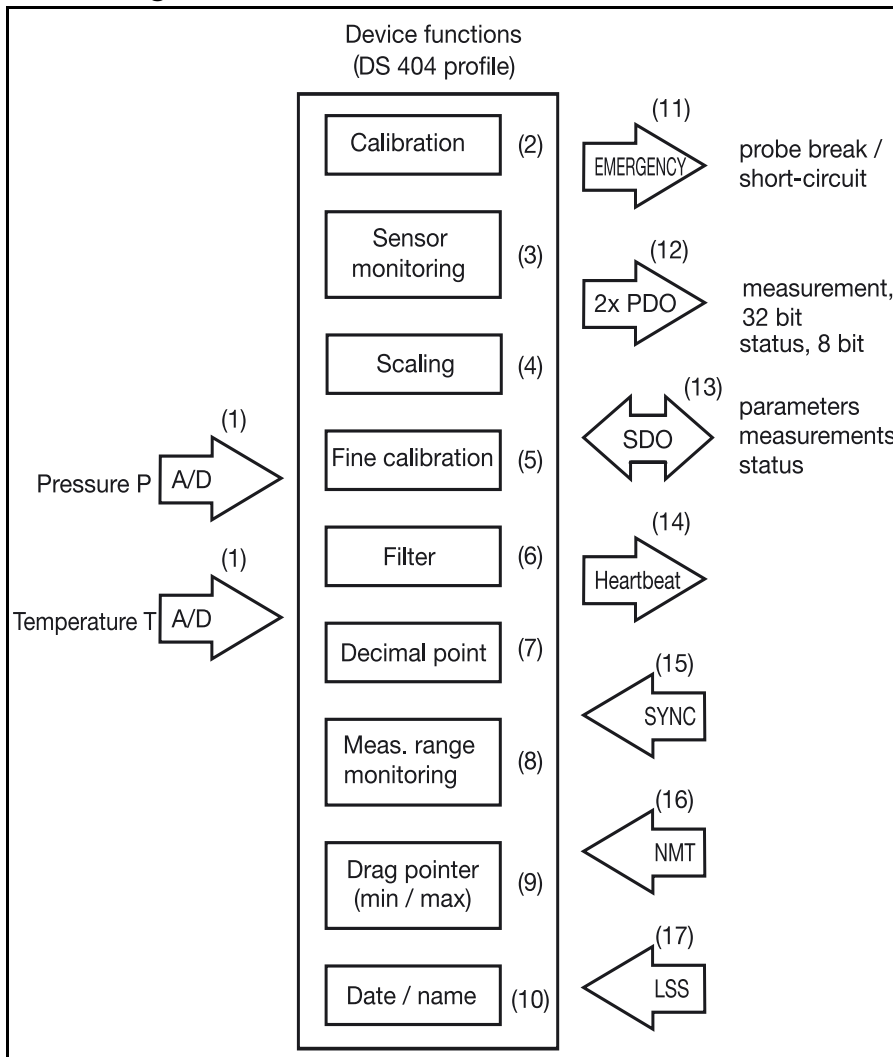 Device functions
(DS 404 profile)
Calibration (2)
Sensor
monitoring
(3)
Scaling (4)
Fine calibration (5)
Filter (6)
Decimal point (7)
Meas. range
monitoring
(8)
Drag pointer
(min / max)
(9)
Date / name (10)
(1)
Pressure P A/D
(1)
Temperature T A/D
(11)
EMERGENCY
probe break /
short-circuit
(12)
2x PDO
measurement,
32 bit
status, 8 bit
(13)
SDO
parameters
measurements
status
(14)
Heartbeat
(15)
SYNC
(16)
NMT
(17)
LSS